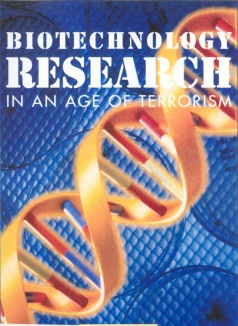 BIOTECHNOLOGY
RESEARCH
IN AN AGE OF TERRORISM